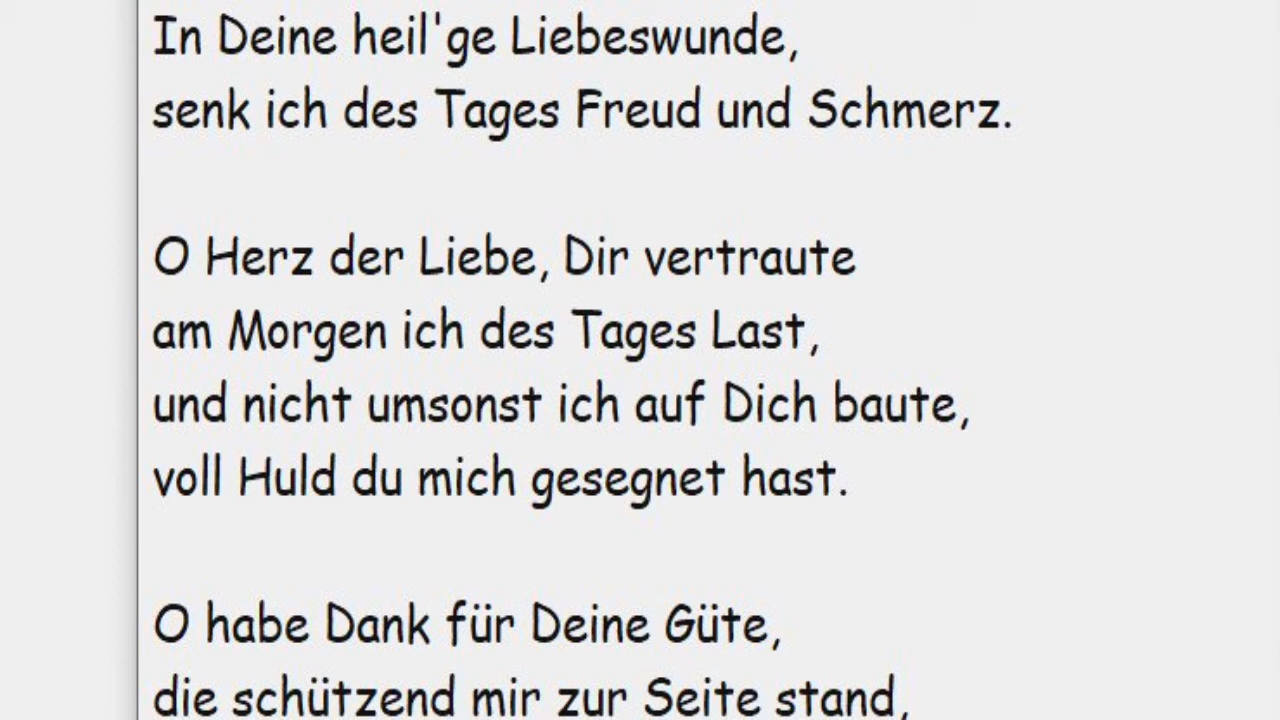 In Deine heil'ge Liebeswunde,
senk ich des Tages Freud und Schmerz.
O Herz der Liebe, Dir vertraute
am Morgen ich des Tages Last,
und nicht umsonst ich auf Dich baute,
voll Huld du mich gesegnet hast.
O habe Dank für Deine Güte,
die schützend mir zur Seite stand,